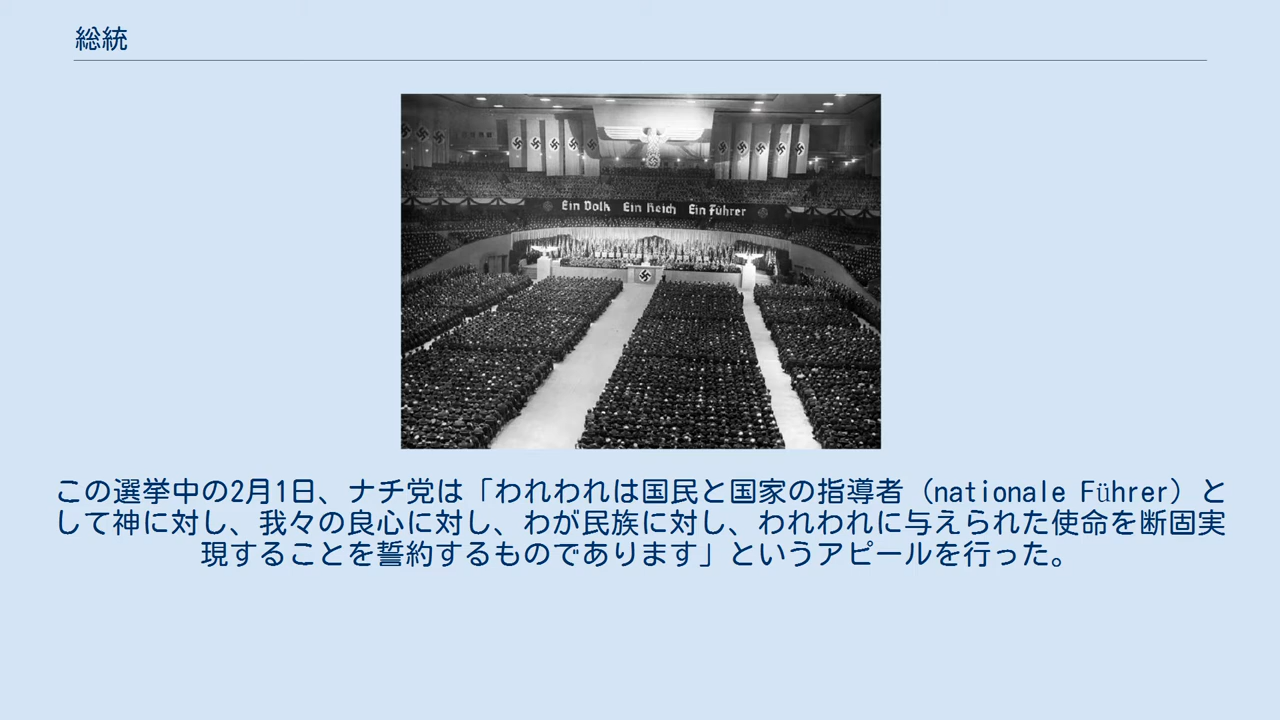 総統
Ein Volk Ein Reich Ein Führer
この選挙中の2月1日、ナチ党は「われわれは国民と国家の指導者（nationale Führer）と
して神に対し、我々の良心に対し、わが民族に対し、われわれに与えられた使命を断固実
現することを誓約するものであります」というアピールを行った。